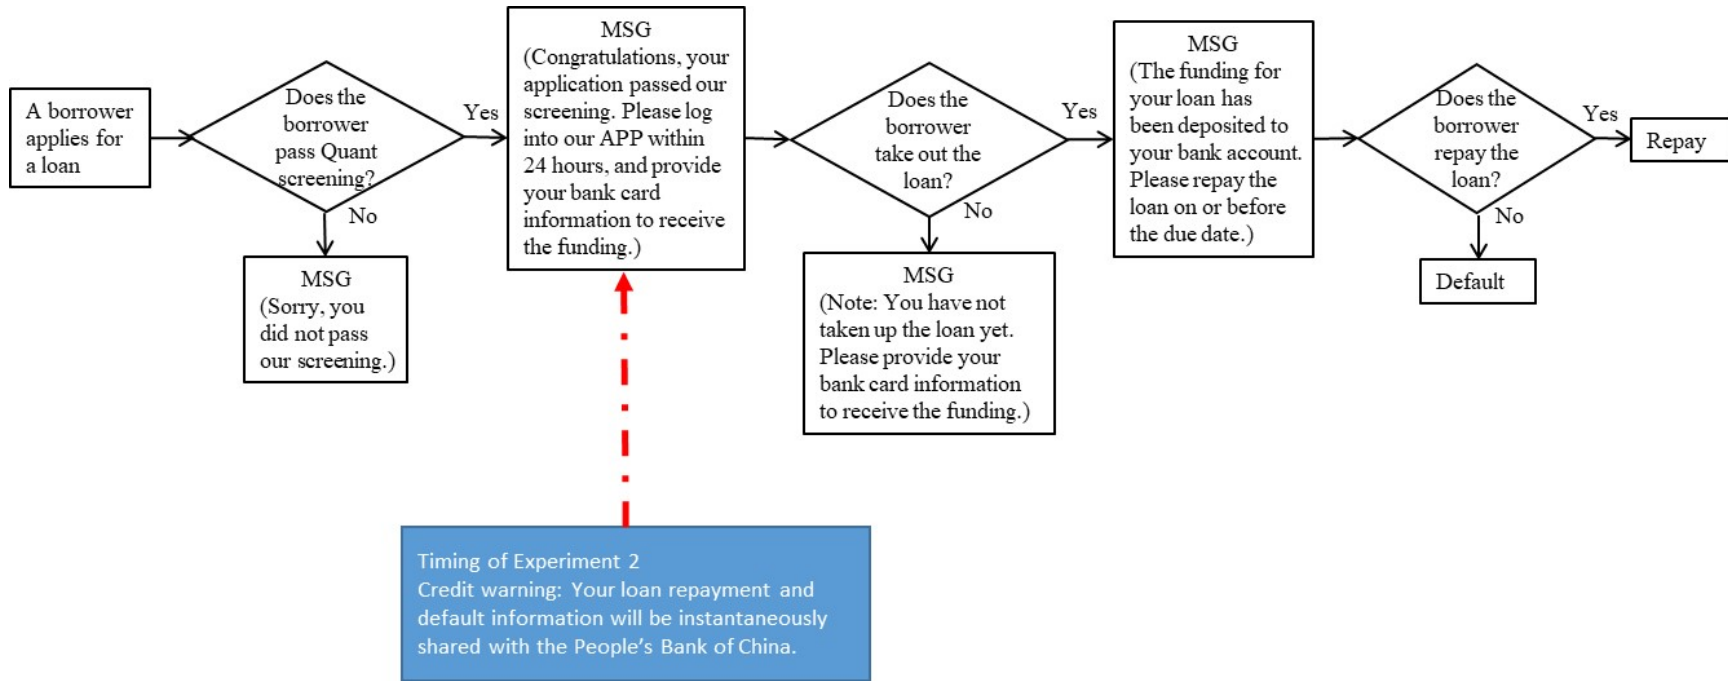 A borrower
applies for
a loan
Does the
borrower
pass Quant
screening?
Yes
No
MSG
(Sorry, you
did not pass
our screening.)
MSG
(Congratulations, your
application passed our
screening. Please log
into our APP within
24 hours, and provide
your bank card
information to receive
the funding.)
Does the
borrower
take out the
loan?
Yes
No
MSG
(Note: You have not
taken up the loan yet.
Please provide your
bank card information
to receive the funding.)
MSG
(The funding for
your loan has
been deposited to
your bank account.
Please repay the
loan on or before
the due date.)
Does the
borrower
repay the
loan?
Yes
No
Repay
Default
Timing of Experiment 2
Credit warning: Your loan repayment and
default information will be instantaneously
shared with the People's Bank of China.